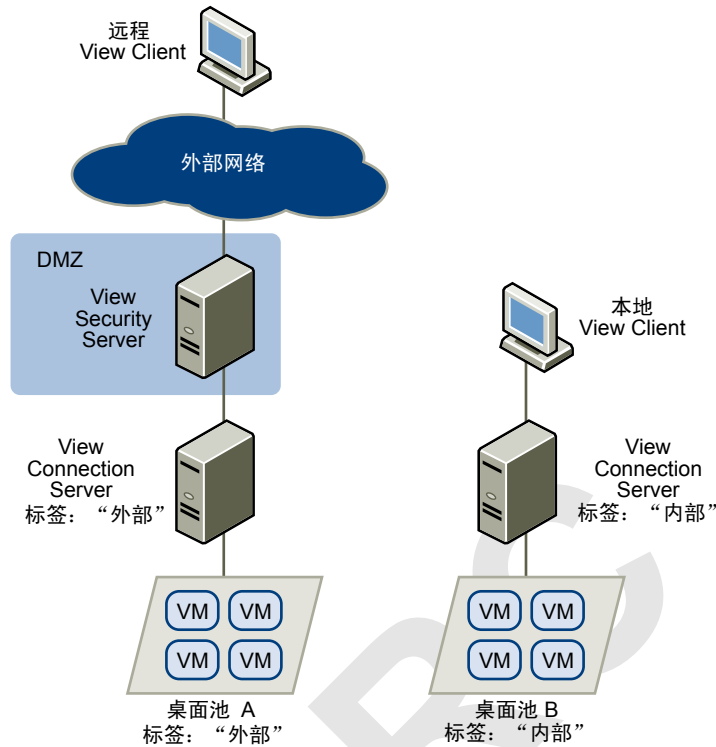 远程
View Client
外部网络
DMZ
View
Security
Server
本地
View Client
View
Connection
Server
标签：“外部”
View
Connection
Server
标签：“内部”
VM VM
VM VM
VM VM
VM VM
桌面池 A
标签：“外部”
桌面池 B
标签：“内部”